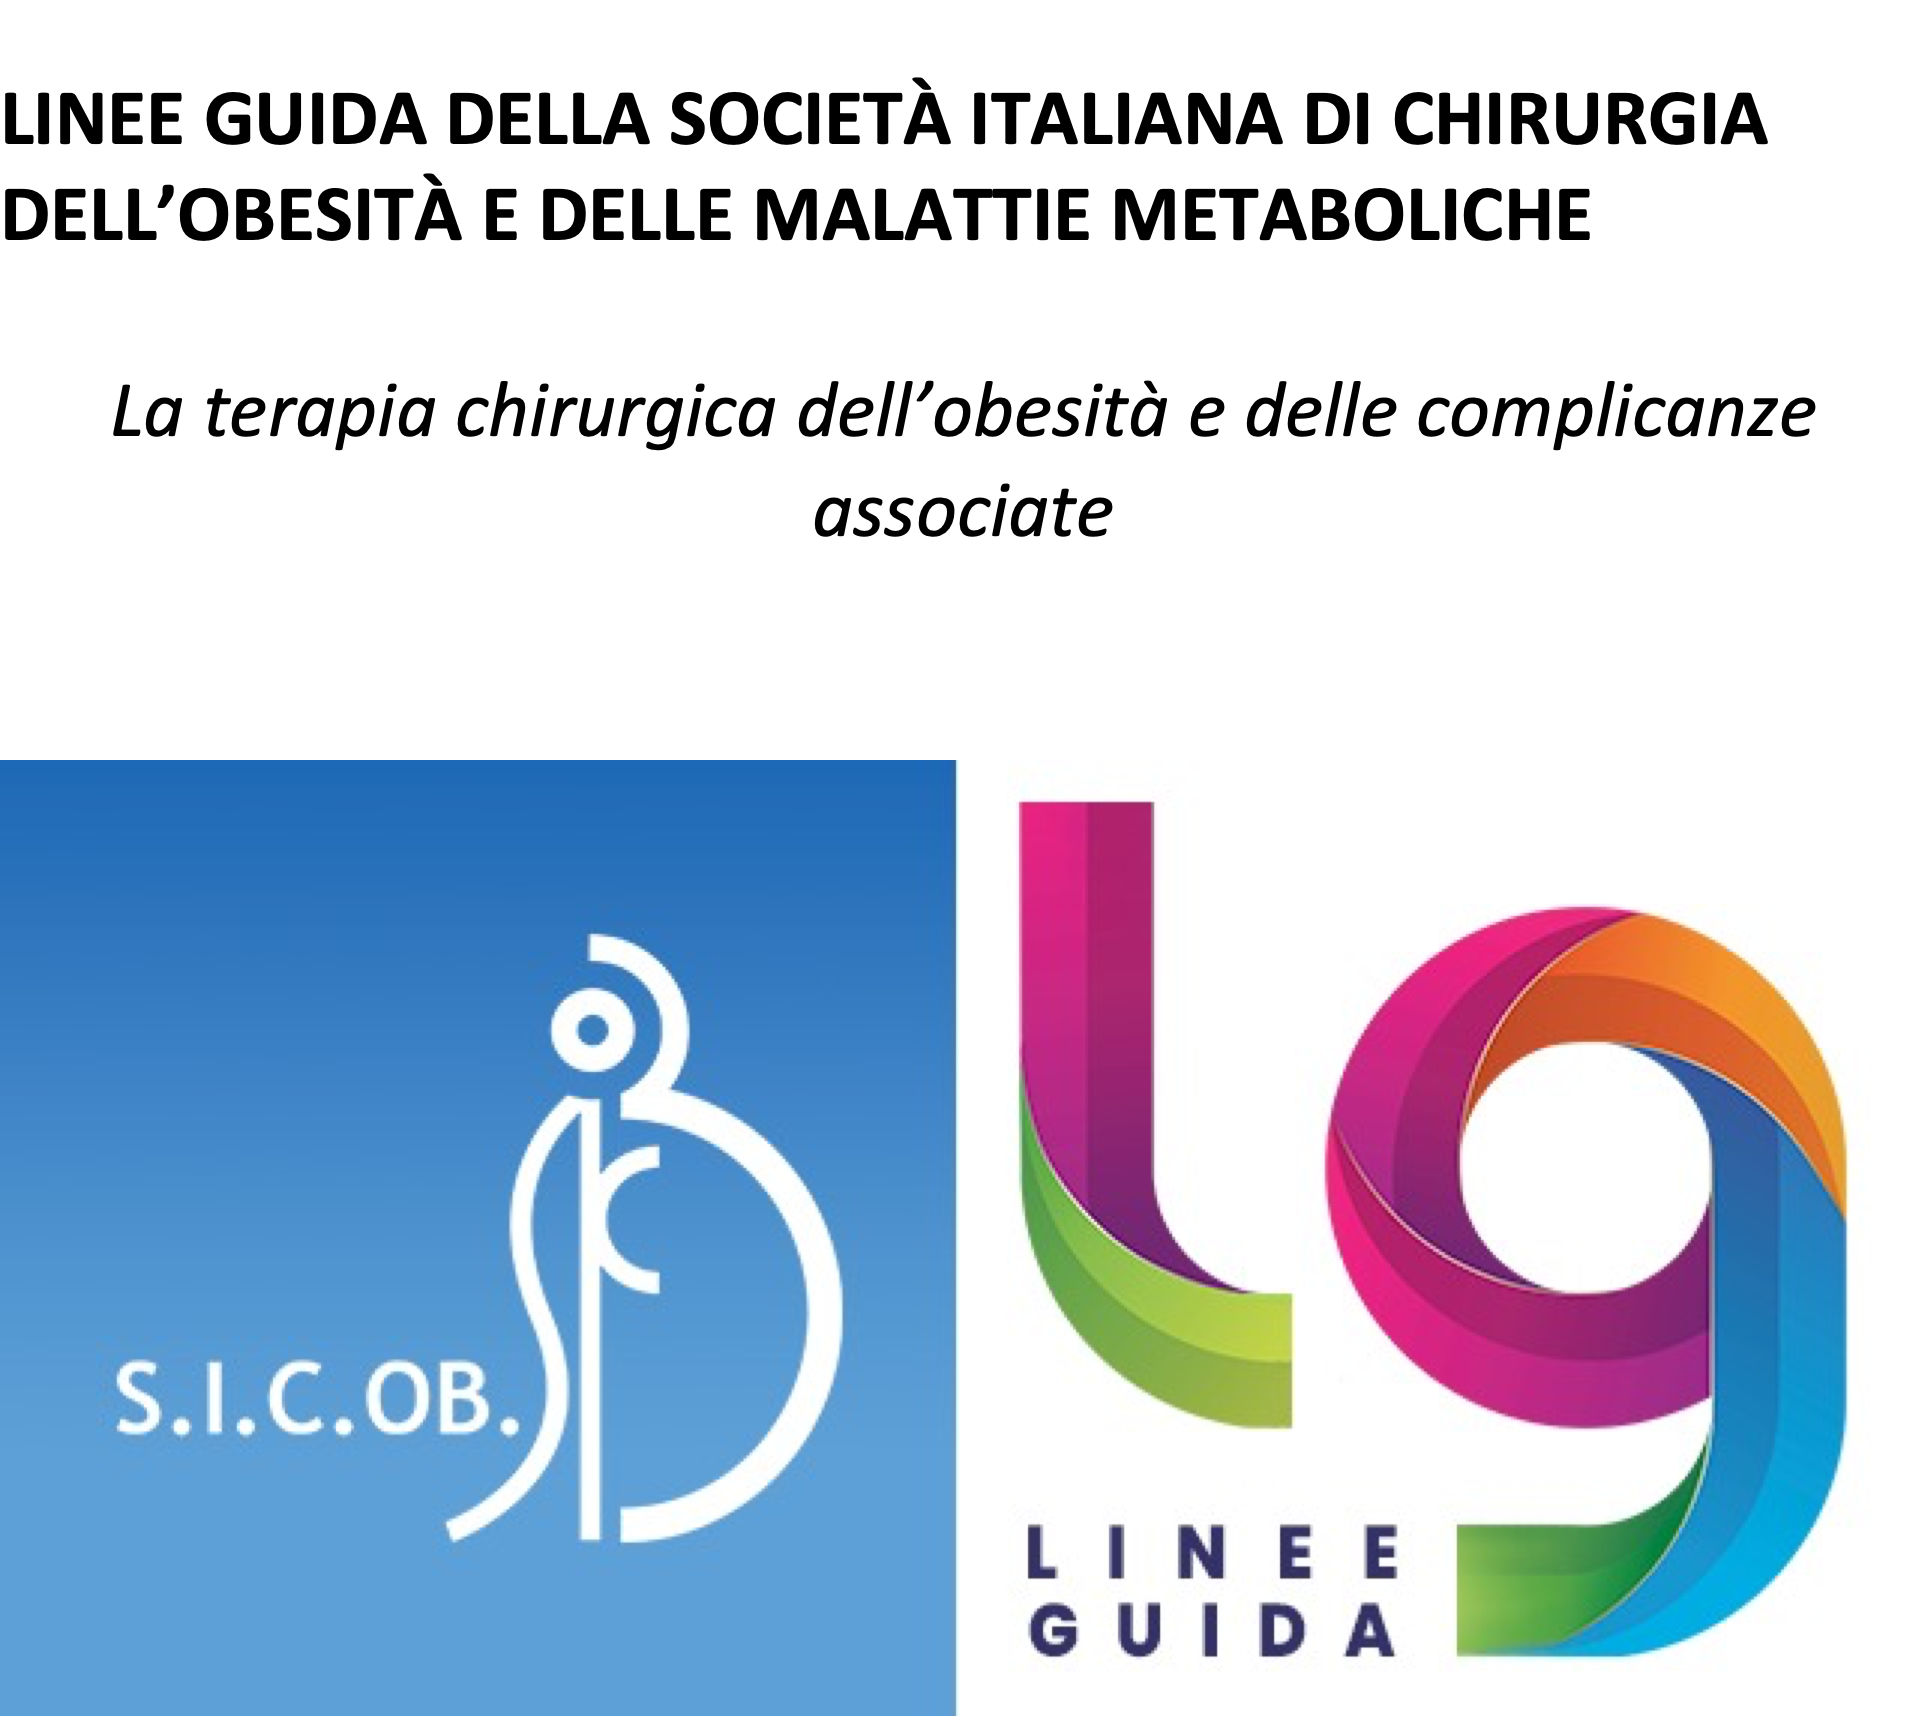 LINEE GUIDA DELLA SOCIETÀ ITALIANA DI CHIRURGIA
DELL’OBESITÀ E DELLE MALATTIE METABOLICHE
La terapia chirurgica dell’obesità e delle complicanze
associate
S.I.C.OB.
lg
LINEE
GUIDA